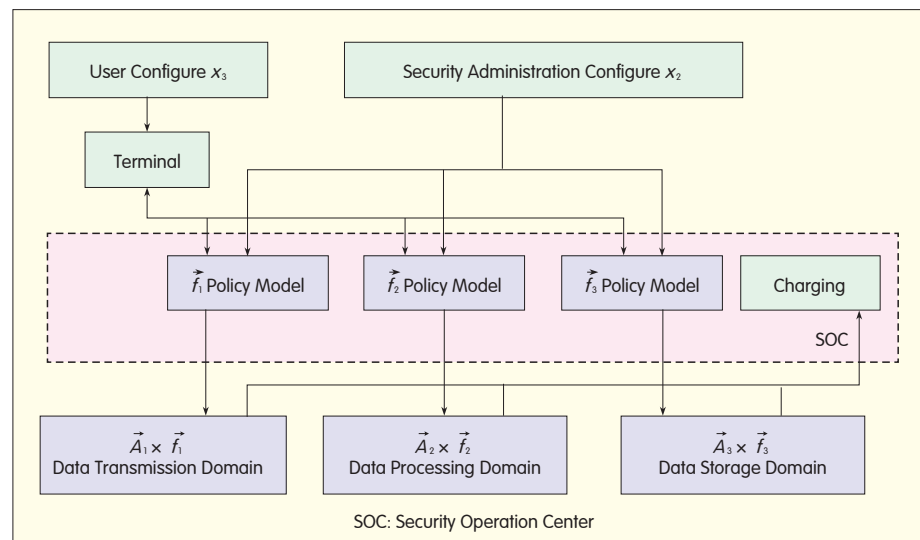 User Configure x₃
Security Administration Configure x₂
Terminal
f⃗₁ Policy Model
f⃗₂ Policy Model
f⃗₃ Policy Model
Charging
SOC
A⃗₁× f⃗₁
Data Transmission Domain
A⃗₂× f⃗₂
Data Processing Domain
A⃗₃× f⃗₃
Data Storage Domain
SOC: Security Operation Center